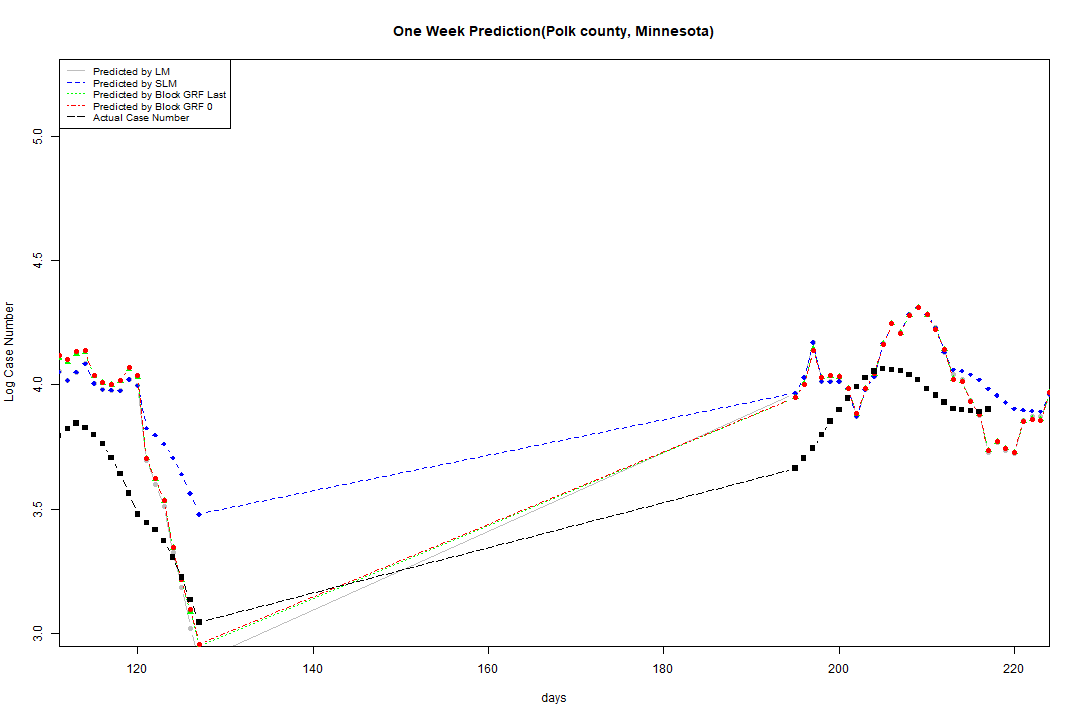 One Week Prediction(Polk county, Minnesota)
Predicted by LM
Predicted by SLM
Predicted by Block GRF Last
Predicted by Block GRF 0
Actual Case Number
Log Case Number
5.0
4.5
4.0
3.5
3.0
120 140 160 180 200 220
days